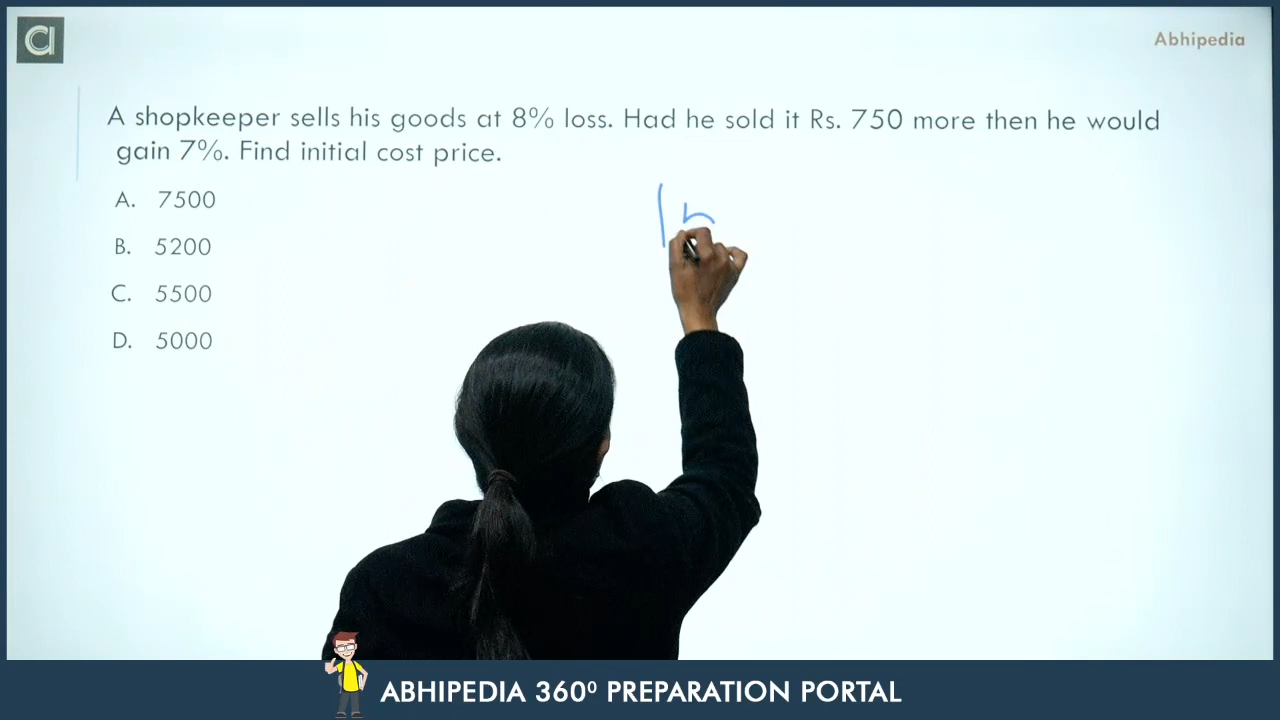 Abhipedia
A shopkeeper sells his goods at 8% loss. Had he sold it Rs. 750 more then he would
gain 7%. Find initial cost price.
A. 7500
B. 5200
C. 5500
D. 5000
ABHIPEDIA 360⁰ PREPARATION PORTAL